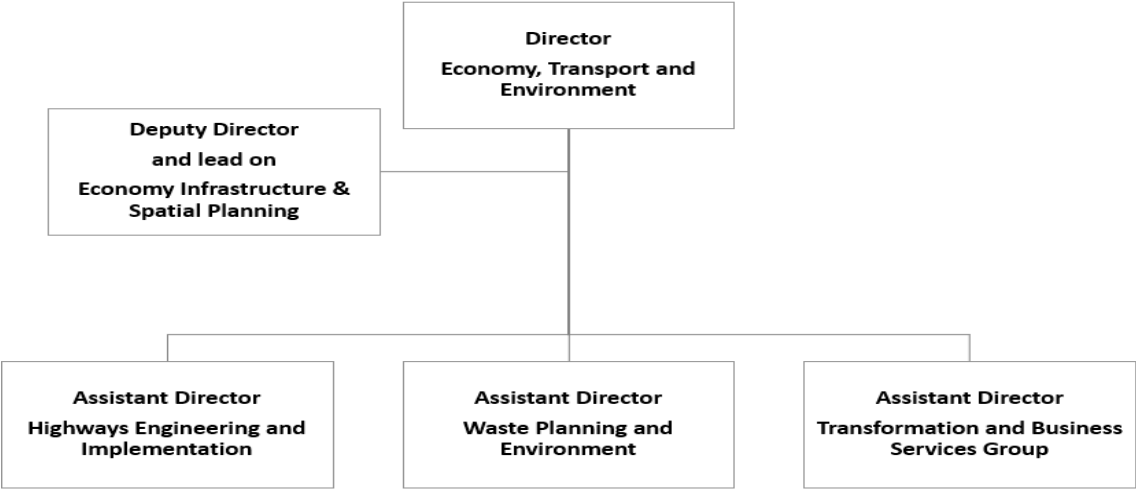 Director
Economy, Transport and
Environment
Deputy Director
and lead on
Economy Infrastructure &
Spatial Planning
Assistant Director
Highways Engineering and
Implementation
Assistant Director
Waste Planning and
Environment
Assistant Director
Transformation and Business
Services Group